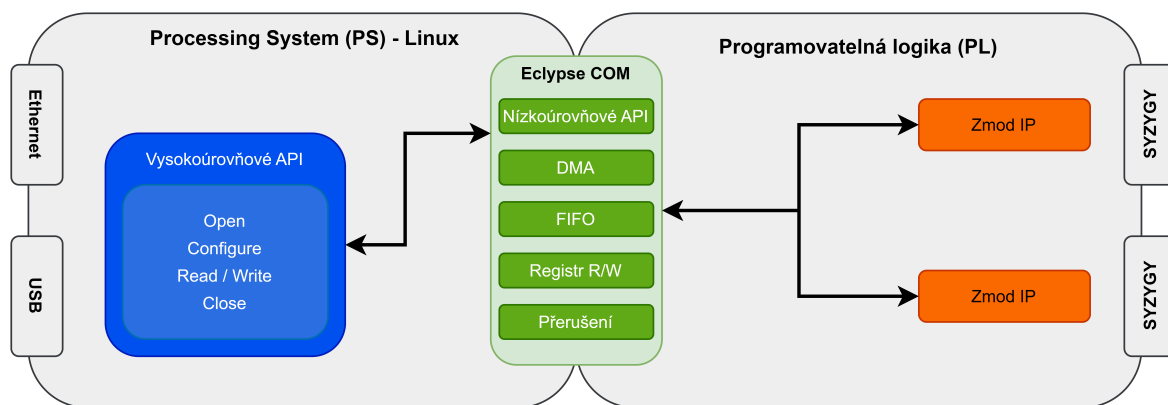 Processing System (PS) - Linux
Ethernet
USB
Vysokoúrovňové API
Open
Configure
Read / Write
Close
Eclypse COM
Nízkoúrovňové API
DMA
FIFO
Registr R/W
Přerušení
Programovatelná logika (PL)
Zmod IP
Zmod IP
SYZYGY
SYZYGY